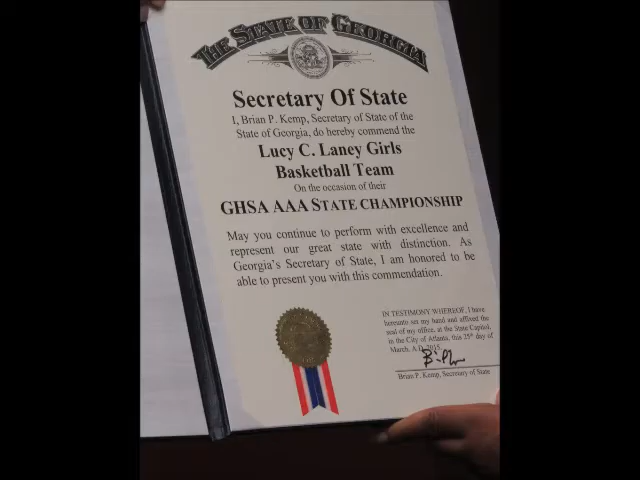 THE STATE OF GEORGIA
Secretary Of State
I, Brian P. Kemp, Secretary of State of the
State of Georgia, do hereby commend the
Lucy C. Laney Girls
Basketball Team
On the occasion of their
GHSA AAA STATE CHAMPIONSHIP
May you continue to perform with excellence and
represent our great state with distinction. As
Georgia's Secretary of State, I am honored to be
able to present you with this commendation.
IN TESTIMONY WHEREOF, I have
hereunto set my hand and affixed the
seal of my office, at the State Capitol,
in the City of Atlanta, this 25th day of
March, A.D. 2015.
Brian P. Kemp, Secretary of State